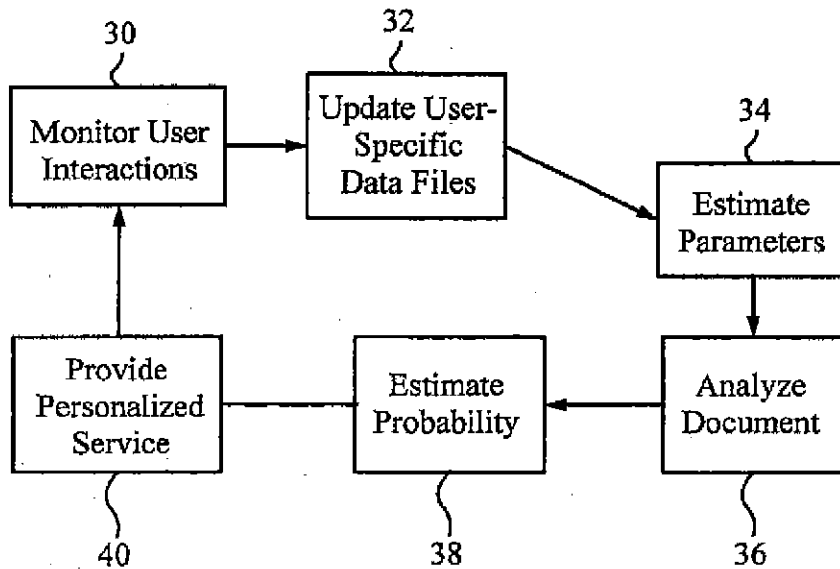 30
Monitor User
Interactions
32
Update User-
Specific
Data Files
34
Estimate
Parameters
Provide
Personalized
Service
40
Estimate
Probability
38
Analyze
Document
36